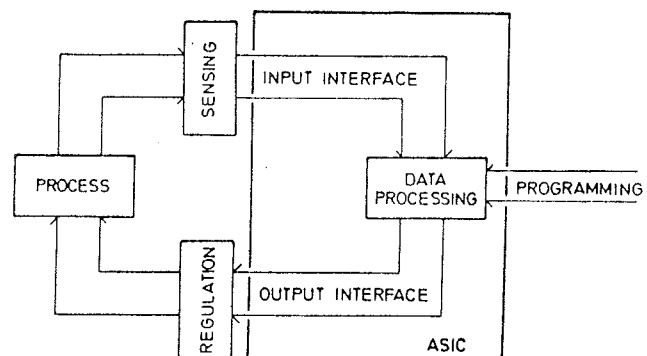 SENSING
INPUT INTERFACE
PROCESS
DATA
PROCESSING
PROGRAMMING
REGULATION
OUTPUT INTERFACE
ASIC